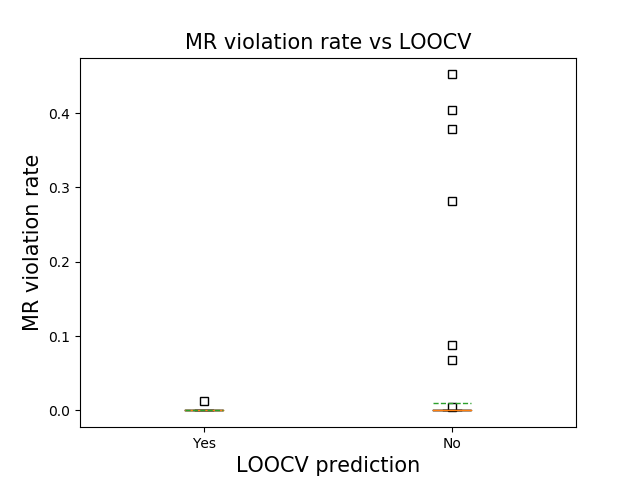 MR violation rate vs LOOCV
MR violation rate
0.4
0.3
0.2
0.1
0.0
Yes
No
LOOCV prediction